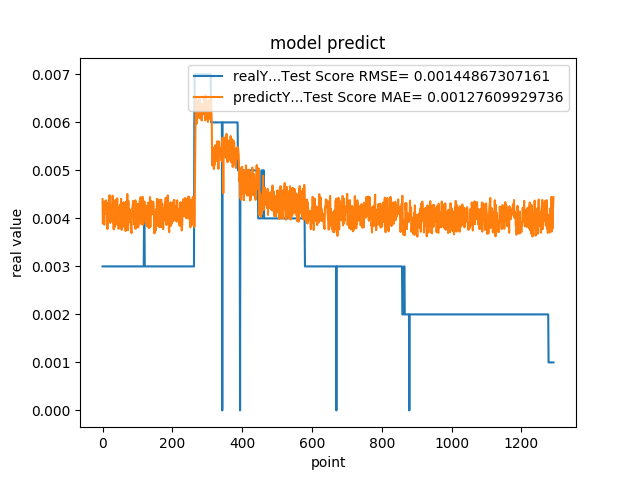 model predict
realY...Test Score RMSE= 0.00144867307161
predictY...Test Score MAE= 0.00127609929736
real value
0.007
0.006
0.005
0.004
0.003
0.002
0.001
0.000
0 200 400 600 800 1000 1200
point